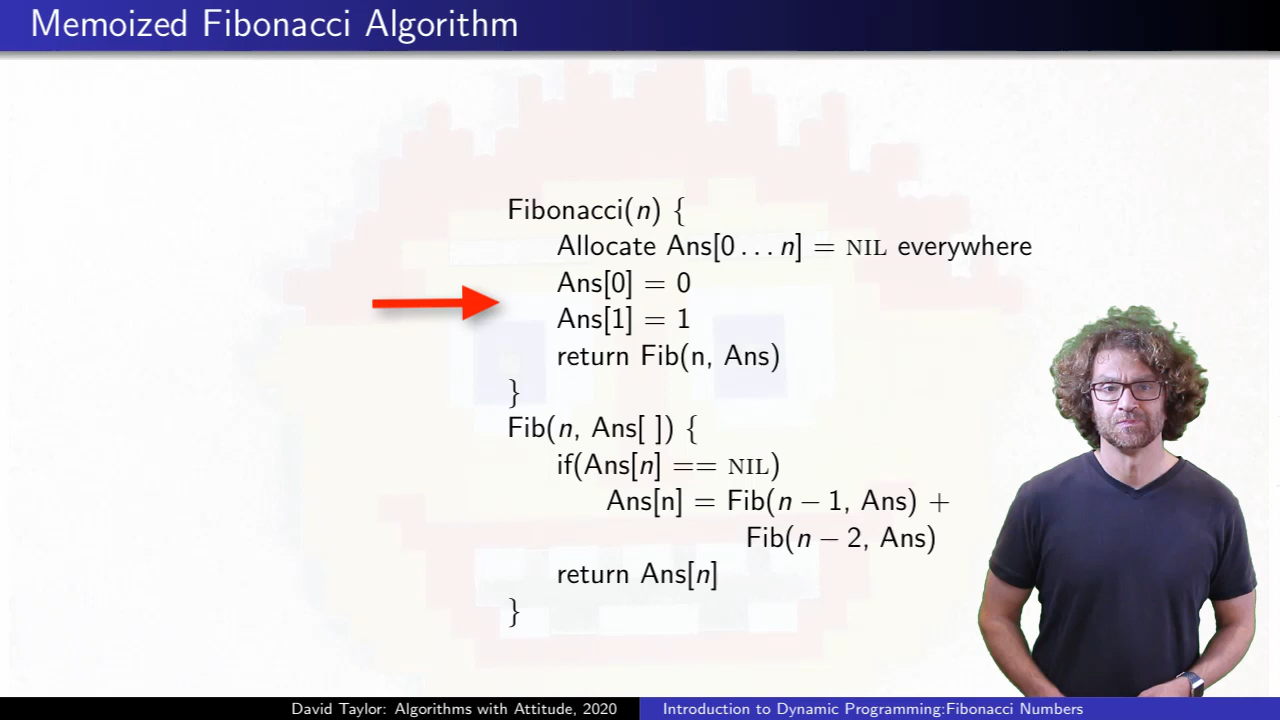 Memoized Fibonacci Algorithm
Fibonacci(n) {
Allocate Ans[0 . . . n] = NIL everywhere
Ans[0] = 0
Ans[1] = 1
return Fib(n, Ans)
}
Fib(n, Ans[ ]) {
if(Ans[n] == NIL)
Ans[n] = Fib(n − 1, Ans) +
Fib(n − 2, Ans)
return Ans[n]
}
David Taylor: Algorithms with Attitude, 2020
Introduction to Dynamic Programming:Fibonacci Numbers